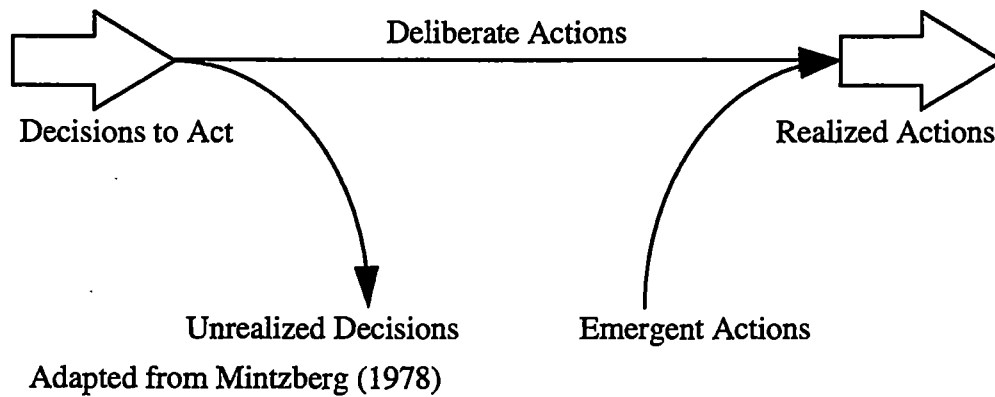 Deliberate Actions
Decisions to Act
Realized Actions
Unrealized Decisions
Emergent Actions
Adapted from Mintzberg (1978)